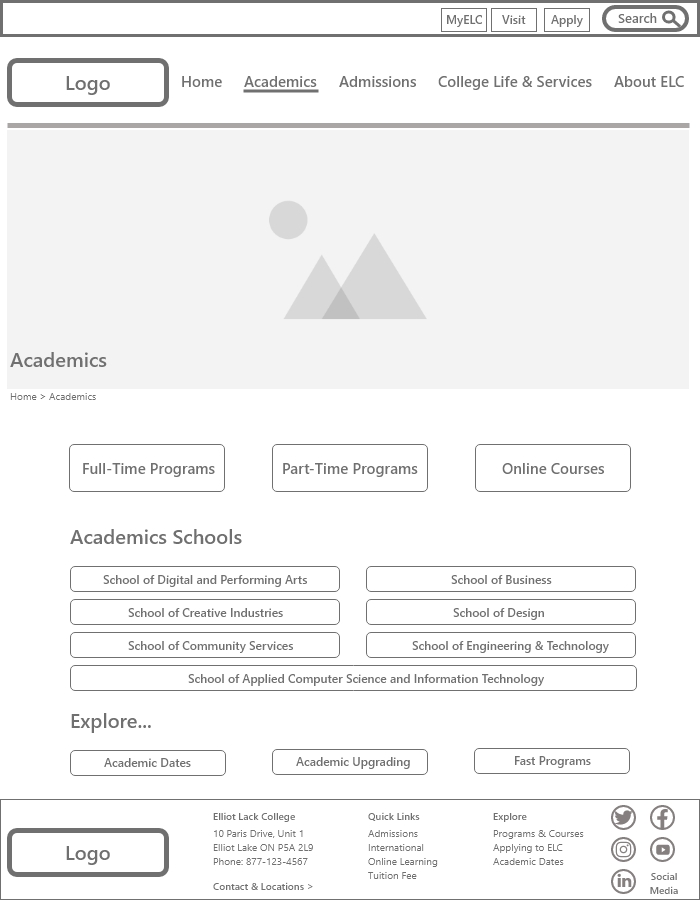 MyELC Visit Apply Search
Logo Home Academics Admissions College Life & Services About ELC
Academics
Home > Academics
Full-Time Programs Part-Time Programs Online Courses
Academics Schools
School of Digital and Performing Arts School of Business
School of Creative Industries School of Design
School of Community Services School of Engineering & Technology
School of Applied Computer Science and Information Technology
Explore...
Academic Dates Academic Upgrading Fast Programs
Logo
Elliot Lack College
10 Paris Drive, Unit 1
Elliot Lake ON P5A 2L9
Phone: 877-123-4567
Contact & Locations >
Quick Links
Admissions
International
Online Learning
Tuition Fee
Explore
Programs & Courses
Applying to ELC
Academic Dates
in
Social
Media